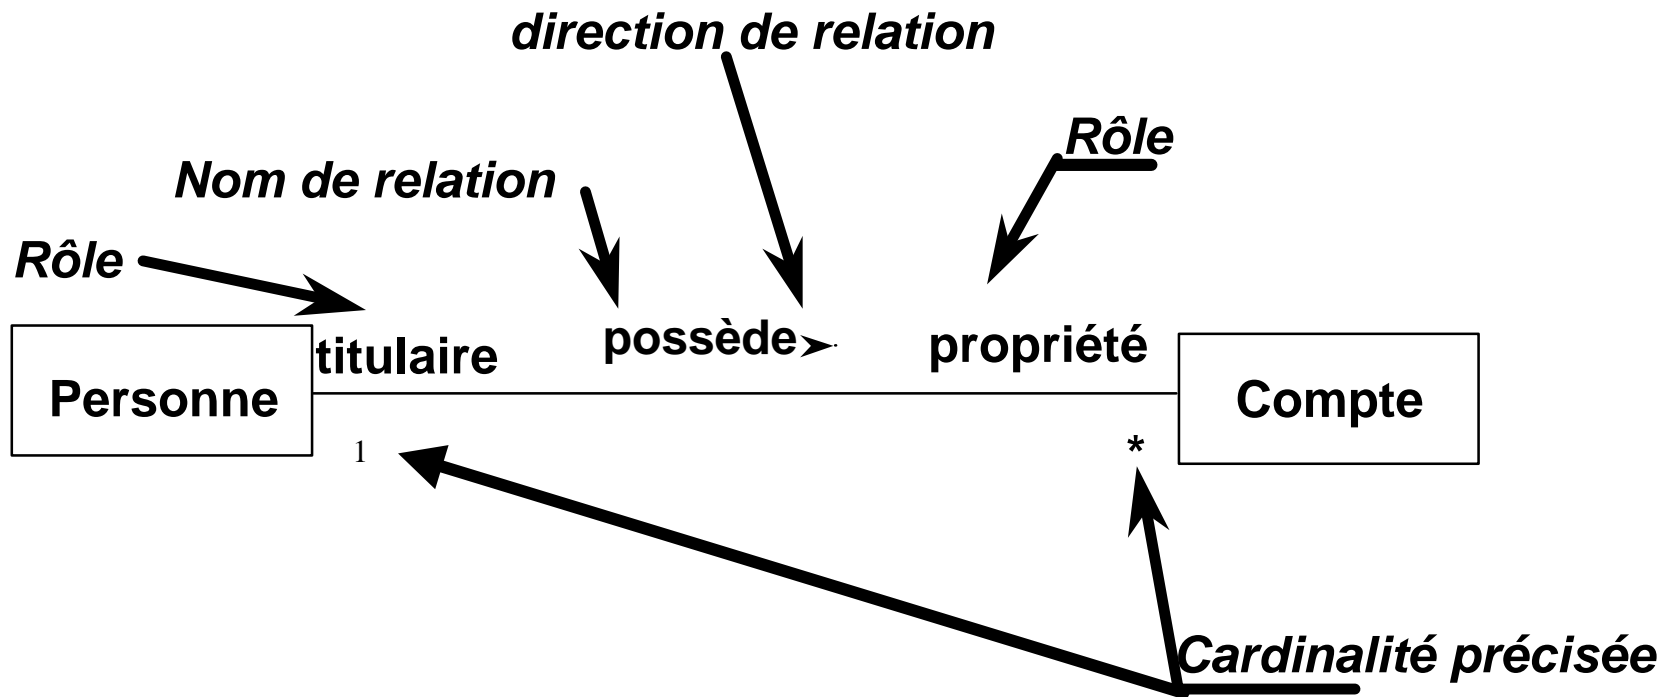 direction de relation
Rôle
Nom de relation
Rôle
titulaire
possède
propriété
Personne
Compte
1
*
Cardinalité précisée